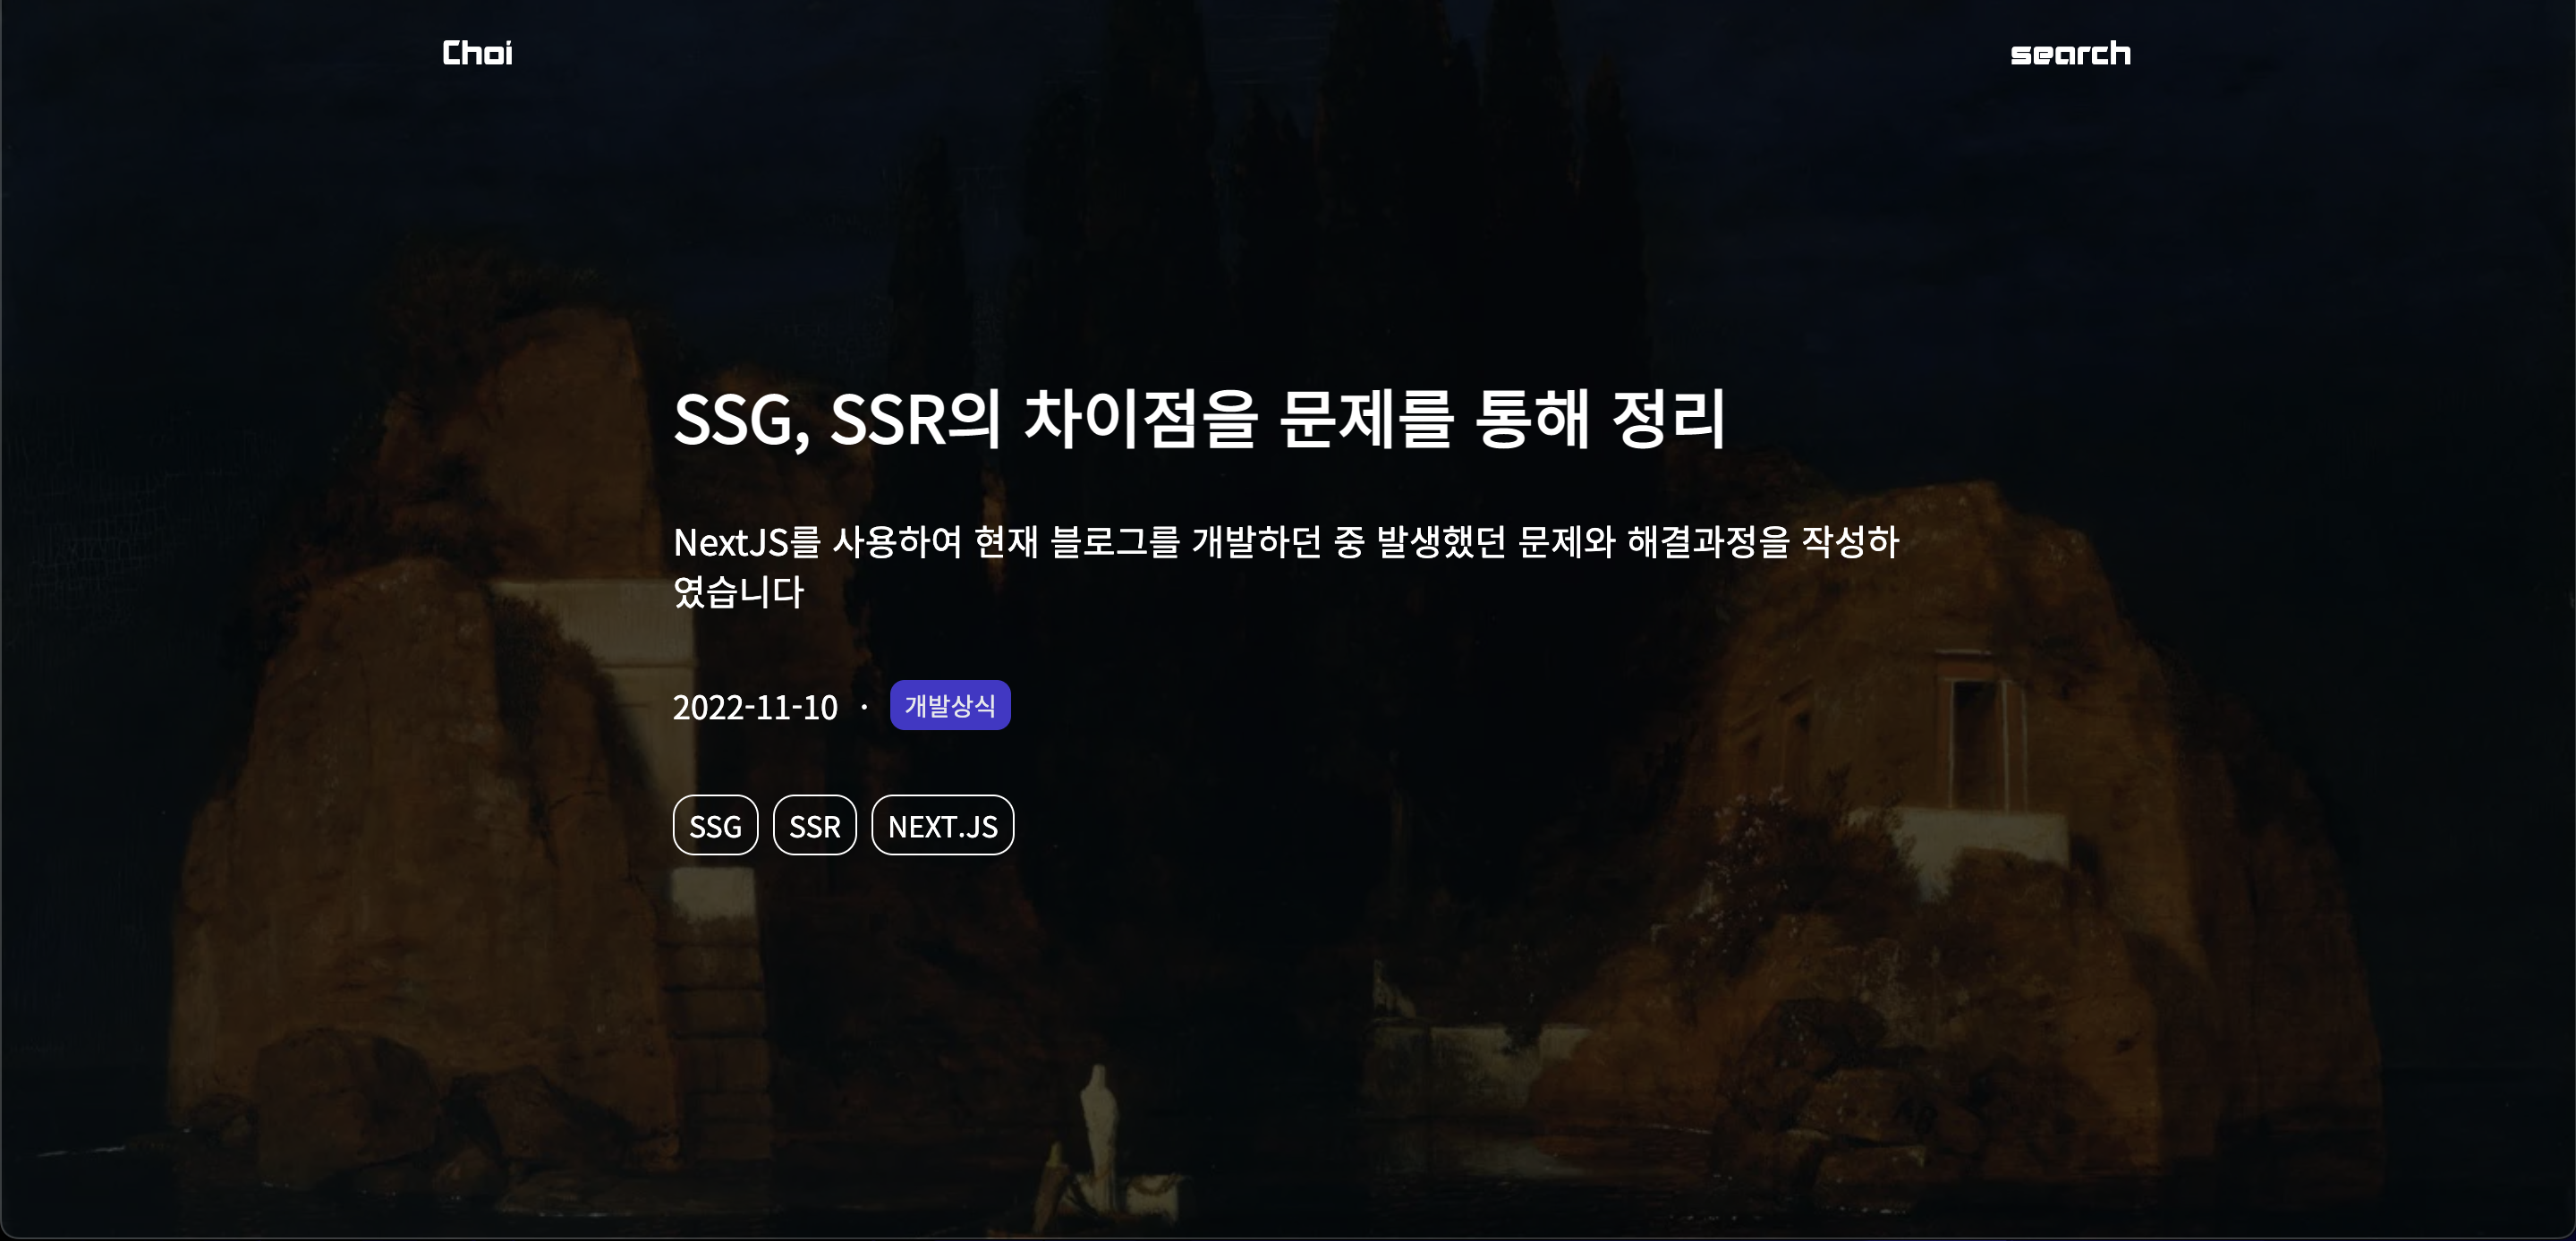 Choi
search
SSG, SSR의 차이점을 문제를 통해 정리
NextJS를 사용하여 현재 블로그를 개발하던 중 발생했던 문제와 해결과정을 작성하
였습니다
2022-11-10 · 개발상식
SSG SSR NEXT.JS